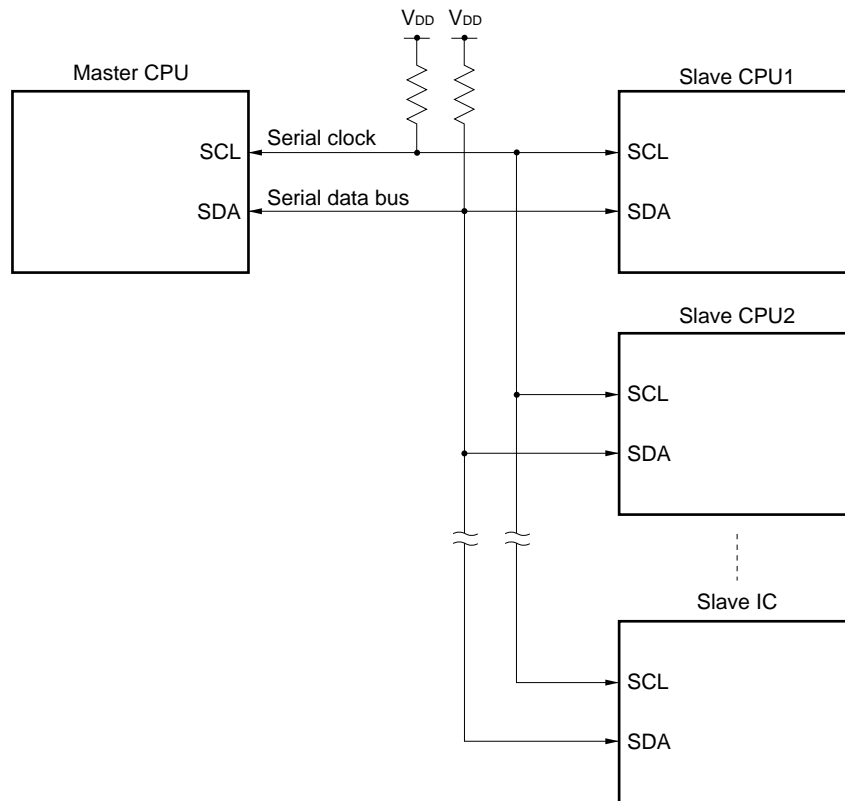 VDD VDD
Master CPU
Slave CPU1
SCL
Serial clock
SCL
SDA
Serial data bus
SDA
Slave CPU2
SCL
SDA
Slave IC
SCL
SDA